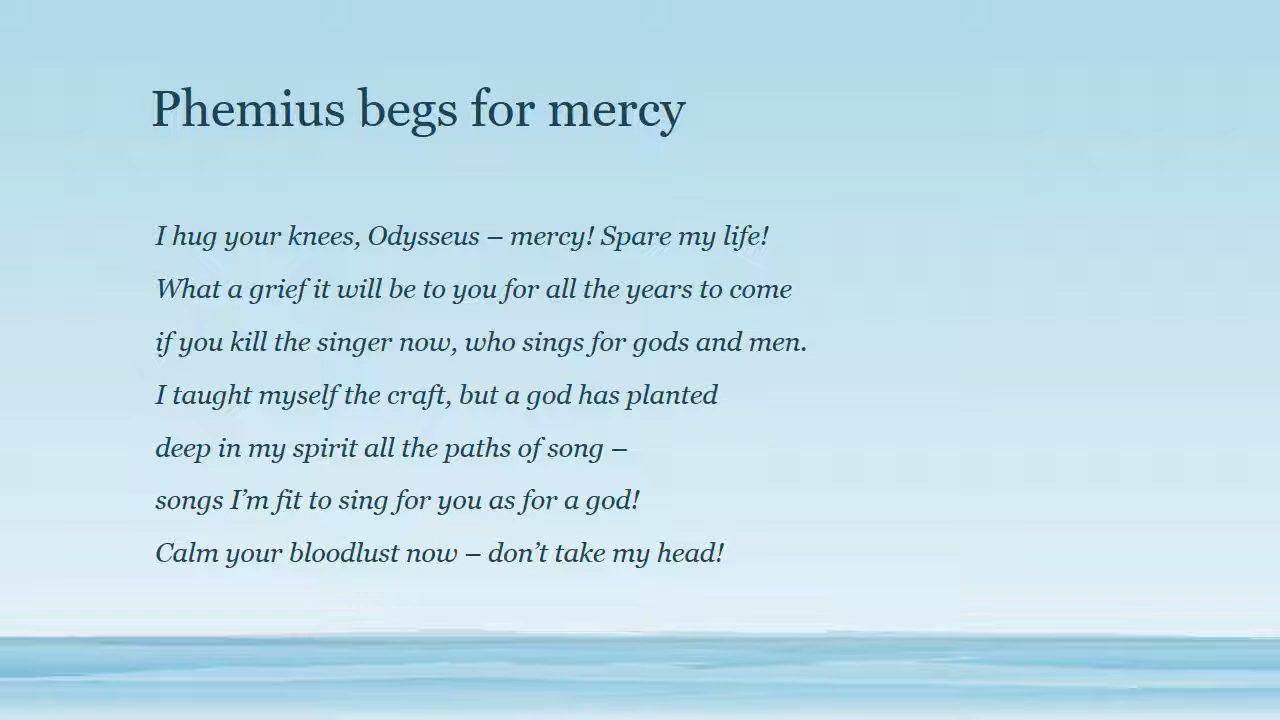 Phemius begs for mercy
I hug your knees, Odysseus – mercy! Spare my life!
What a grief it will be to you for all the years to come
if you kill the singer now, who sings for gods and men.
I taught myself the craft, but a god has planted
deep in my spirit all the paths of song –
songs I’m fit to sing for you as for a god!
Calm your bloodlust now – don’t take my head!